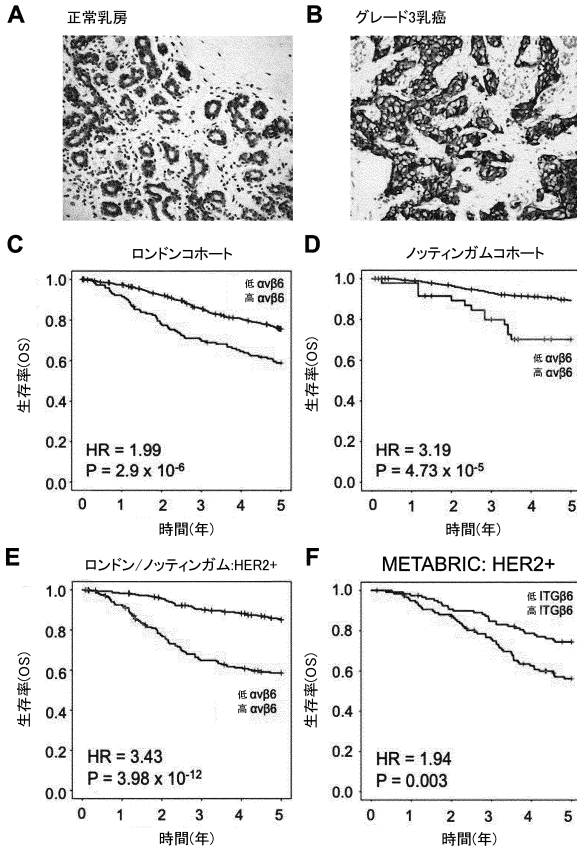 A 正常乳房
B グレード3乳癌
C ロンドンコホート
1.0
0.8
0.6
0.4
0.2
0.0
生存率(OS)
低 αvβ6
高 αvβ6
HR = 1.99
P = 2.9 x 10-6
0 1 2 3 4 5
時間(年)
D ノッティンガムコホート
1.0
0.8
0.6
0.4
0.2
0.0
生存率(OS)
低 αvβ6
高 αvβ6
HR = 3.19
P = 4.73 x 10-5
0 1 2 3 4 5
時間(年)
E ロンドン/ノッティンガム:HER2+
1.0
0.8
0.6
0.4
0.2
0.0
生存率(OS)
低 αvβ6
高 αvβ6
HR = 3.43
P = 3.98 x 10-12
0 1 2 3 4 5
時間(年)
F METABRIC: HER2+
1.0
0.8
0.6
0.4
0.2
0.0
生存率(OS)
低 ITGβ6
高 ITGβ6
HR = 1.94
P = 0.003
0 1 2 3 4 5
時間(年)